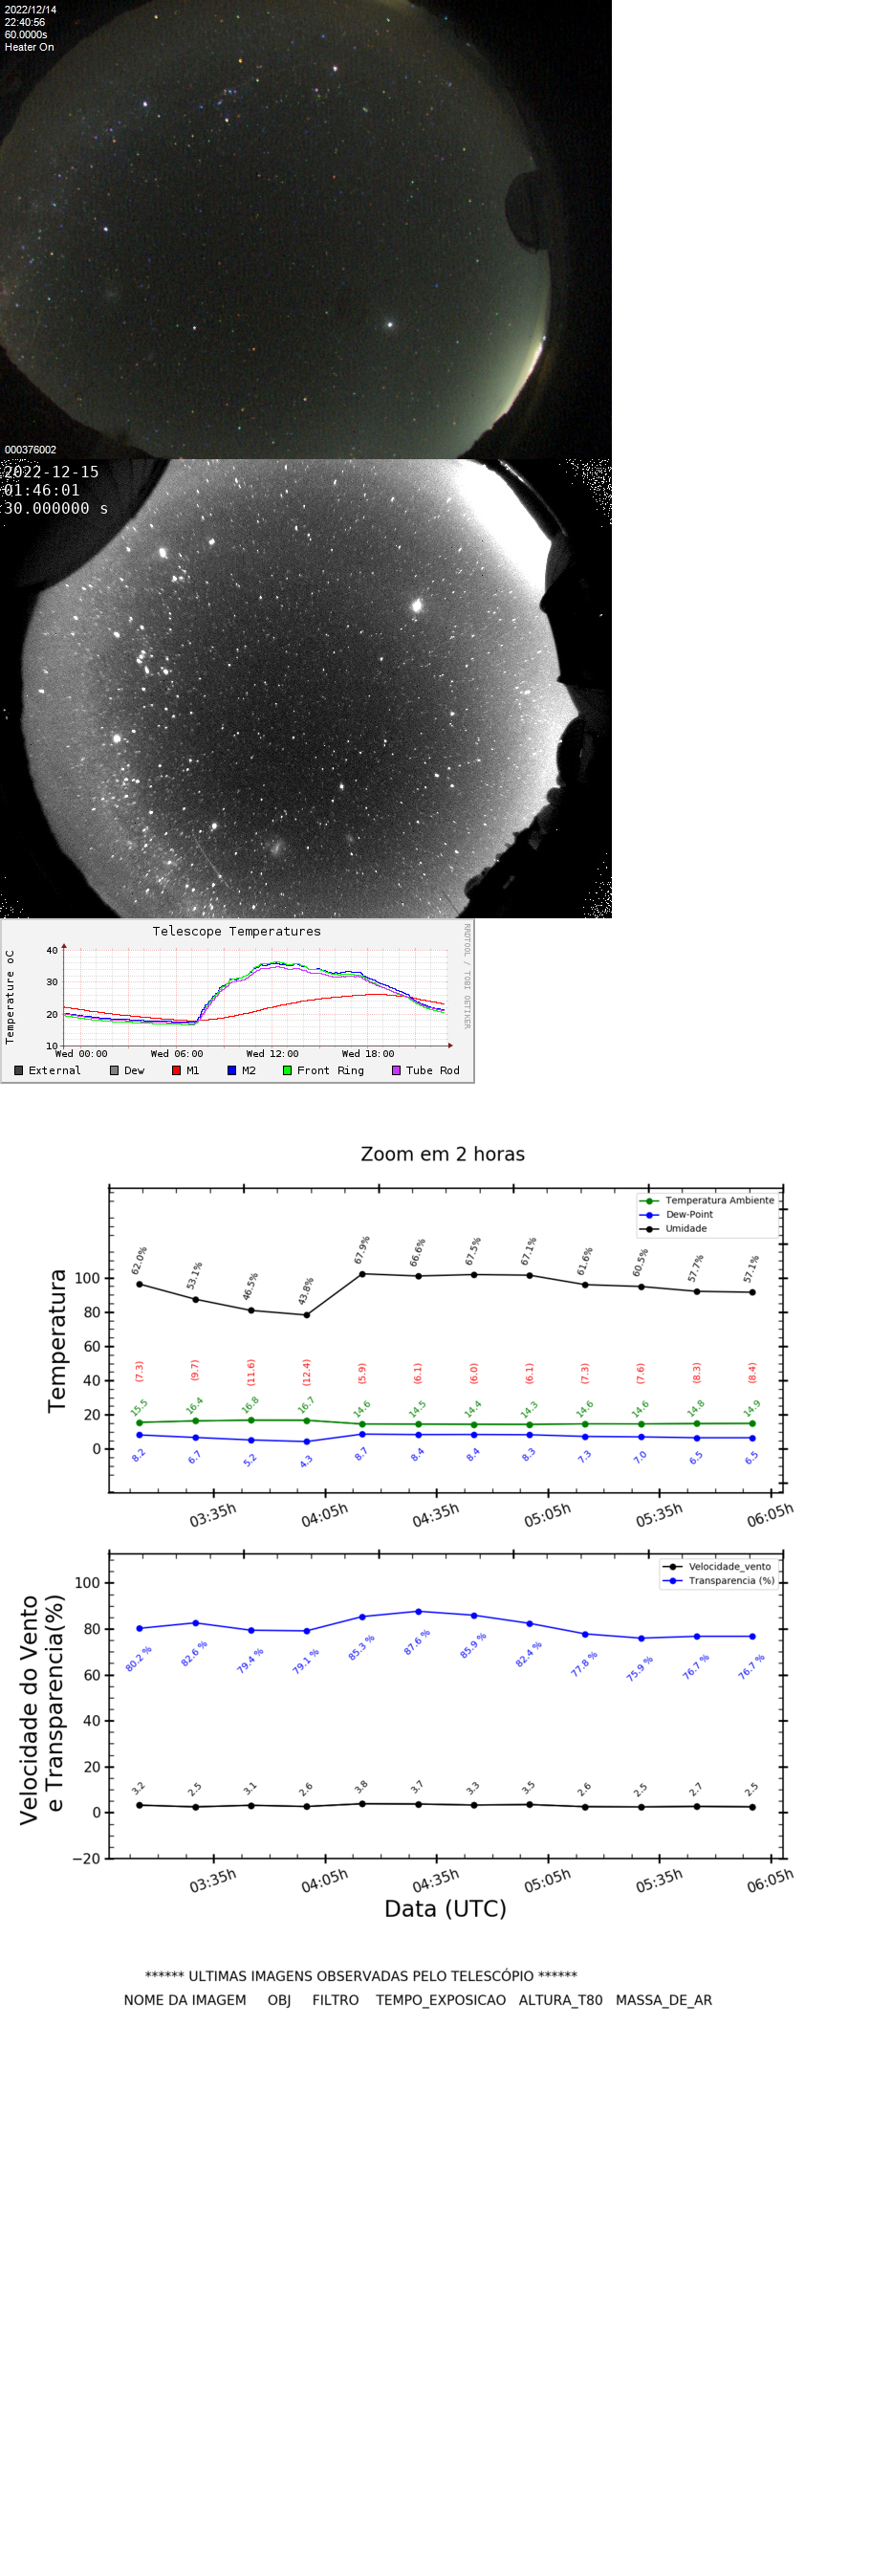 2022/12/14
22:40:56
60.0000s
Heater On
000376002
2022-12-15
01:46:01
30.000000 s
Telescope Temperatures
RRDTOOL / TOBI OETIKER
Temperature oC
40
30
20
10
Wed 00:00 Wed 06:00 Wed 12:00 Wed 18:00
External Dew M1 M2 Front Ring Tube Rod
Zoom em 2 horas
Temperatura Ambiente
Dew-Point
Umidade
Temperatura
100
80
60
40
20
0
62.0% 53.1% 46.5% 43.8% 67.9% 66.6% 67.5% 67.1% 61.6% 60.5% 57.7% 57.1%
(7.3) (9.7) (11.6) (12.4) (5.9) (6.1) (6.0) (6.1) (7.3) (7.6) (8.3) (8.4)
15.5 16.4 16.8 16.7 14.6 14.5 14.4 14.3 14.6 14.6 14.8 14.9
8.2 6.7 5.2 4.3 8.7 8.4 8.4 8.3 7.3 7.0 6.5 6.5
03:35h 04:05h 04:35h 05:05h 05:35h 06:05h
Velocidade_vento
Transparencia (%)
Velocidade do Vento
e Transparencia(%)
100
80
60
40
20
0
−20
80.2 % 82.6 % 79.4 % 79.1 % 85.3 % 87.6 % 85.9 % 82.4 % 77.8 % 75.9 % 76.7 % 76.7 %
3.2 2.5 3.1 2.6 3.8 3.7 3.3 3.5 2.6 2.5 2.7 2.5
03:35h 04:05h 04:35h 05:05h 05:35h 06:05h
Data (UTC)
****** ULTIMAS IMAGENS OBSERVADAS PELO TELESCÓPIO ******
NOME DA IMAGEM OBJ FILTRO TEMPO_EXPOSICAO ALTURA_T80 MASSA_DE_AR